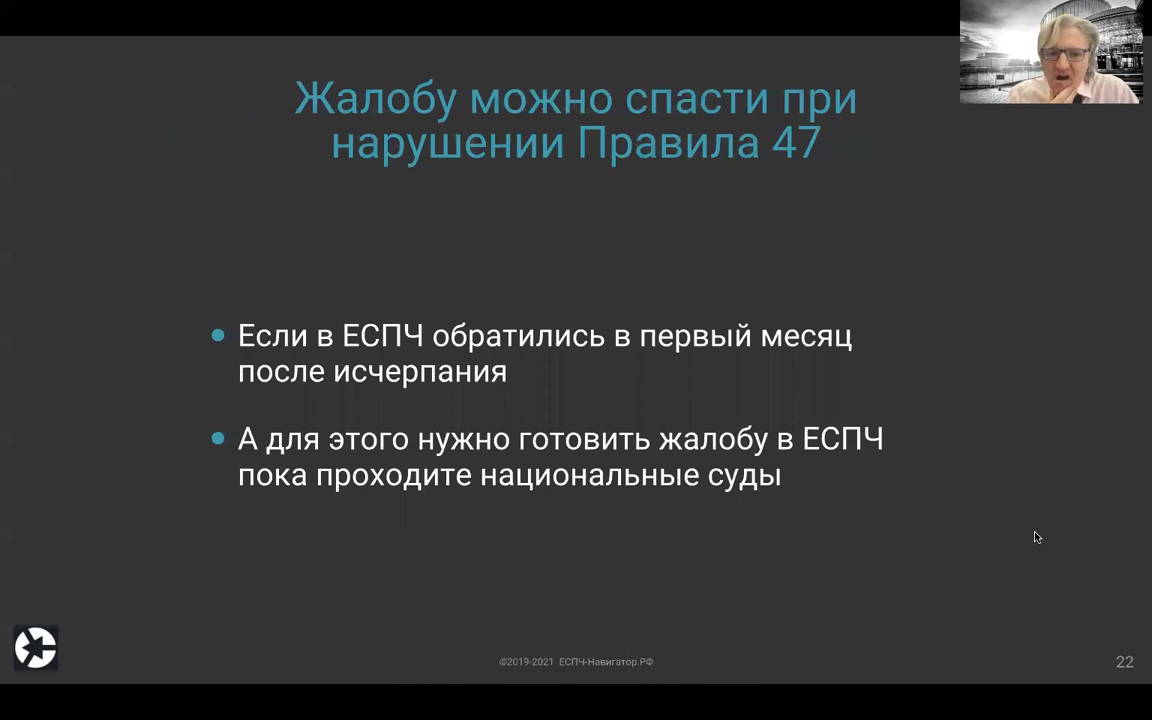 Жалобу можно спасти при
нарушении Правила 47
Если в ЕСПЧ обратились в первый месяц
после исчерпания
А для этого нужно готовить жалобу в ЕСПЧ
пока проходите национальные суды
©2019-2021 ЕСПЧ-Навигатор.РФ
22